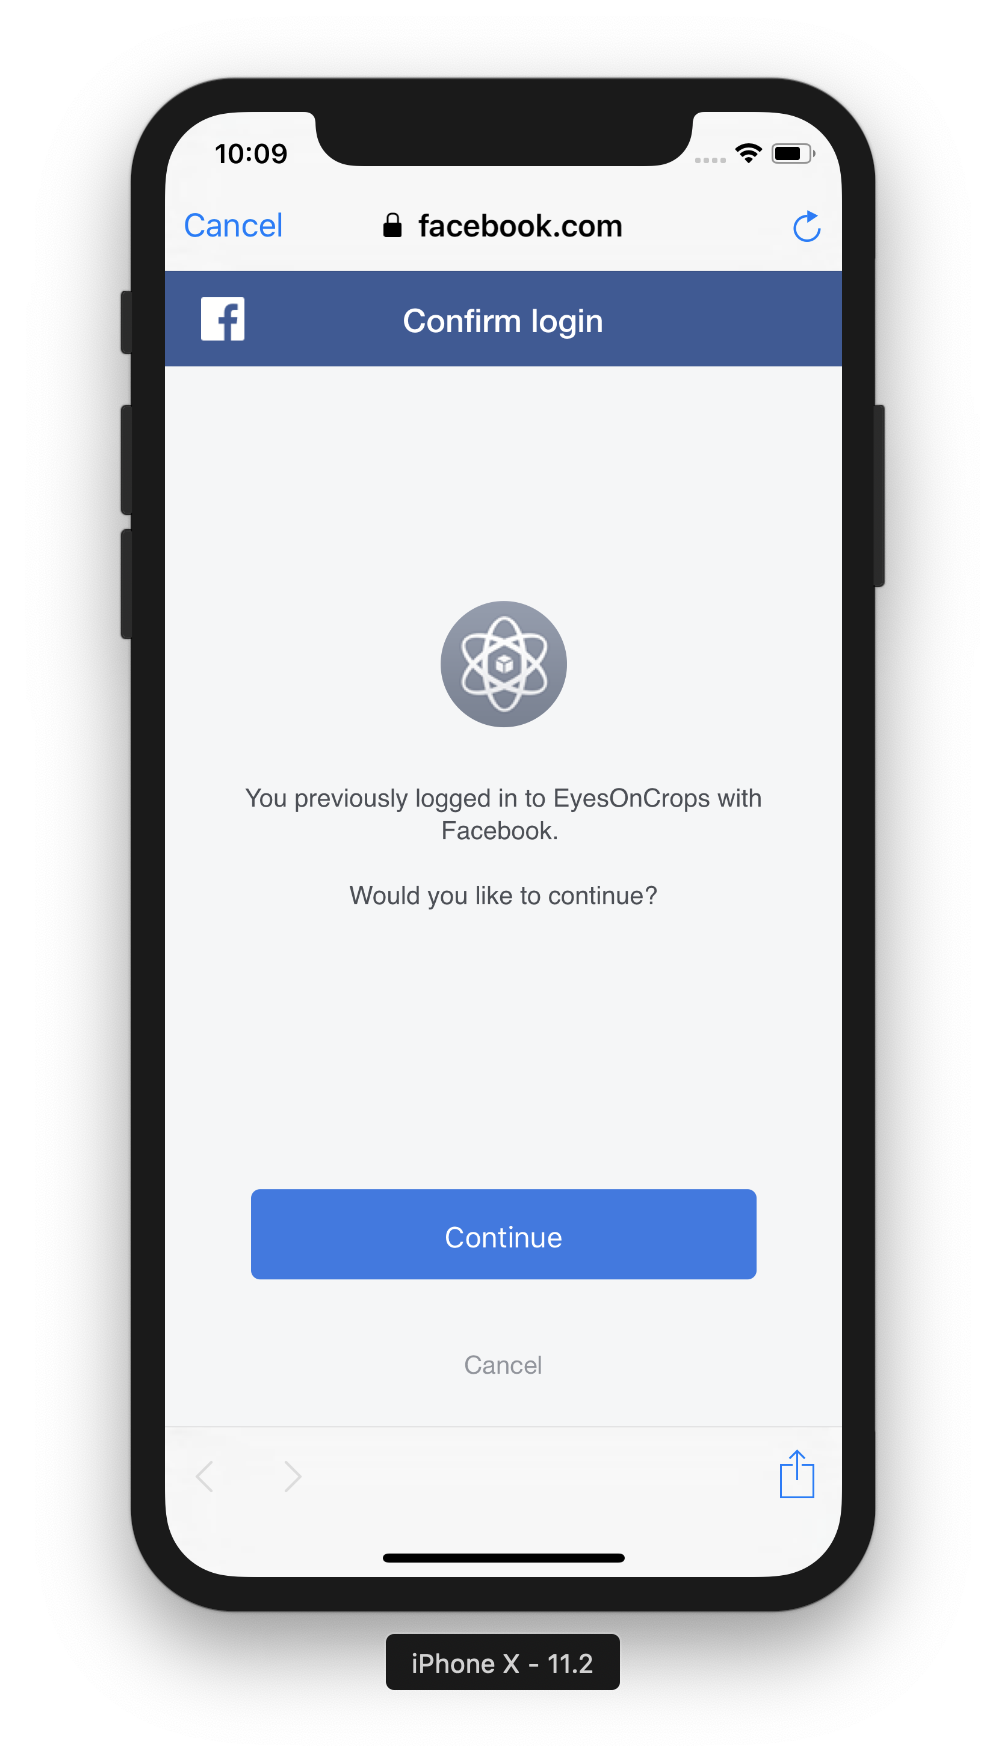 10:09
Cancel facebook.com
Confirm login
You previously logged in to EyesOnCrops with
Facebook.
Would you like to continue?
Continue
Cancel
iPhone X - 11.2